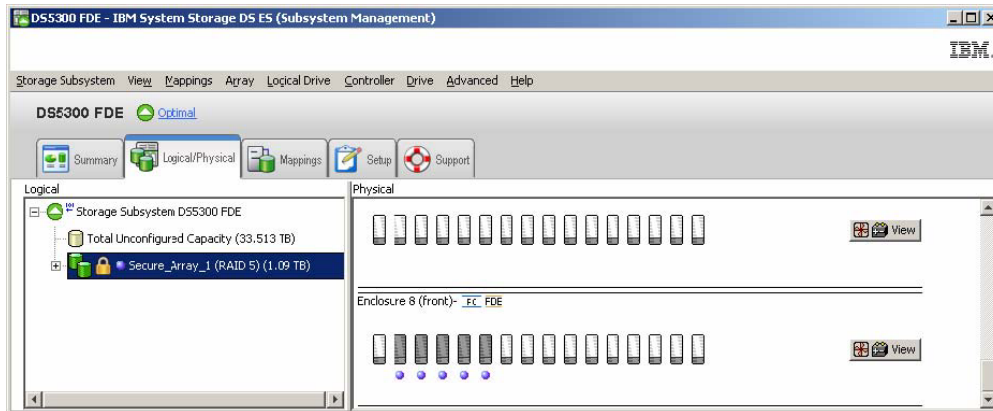 DS5300 FDE - IBM System Storage DS ES (Subsystem Management)
IBM.
Storage Subsystem View Mappings Array Logical Drive Controller Drive Advanced Help
DS5300 FDE Optimal
Summary Logical/Physical Mappings Setup Support
Logical
Physical
Storage Subsystem DS5300 FDE
Total Unconfigured Capacity (33.513 TB)
Secure_Array_1 (RAID 5) (1.09 TB)
View
Enclosure 8 (front)- FC FDE
View